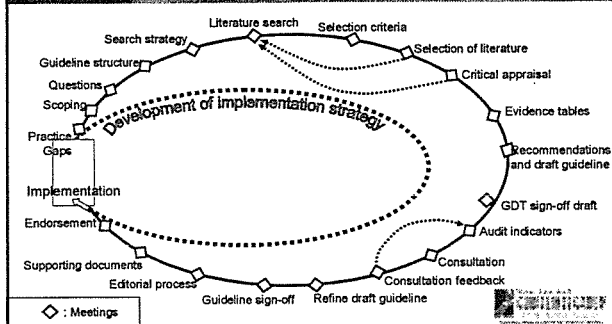 Literature search
Selection criteria
Selection of literature
Critical appraisal
Evidence tables
Recommendations
and draft guideline
GDT sign-off draft
Audit indicators
Consultation
Consultation feedback
Refine draft guideline
Guideline sign-off
Editorial process
Supporting documents
Endorsement
Implementation
Practice
Gaps
Scoping
Questions
Guideline structure
Search strategy
Development of implementation strategy
: Meetings